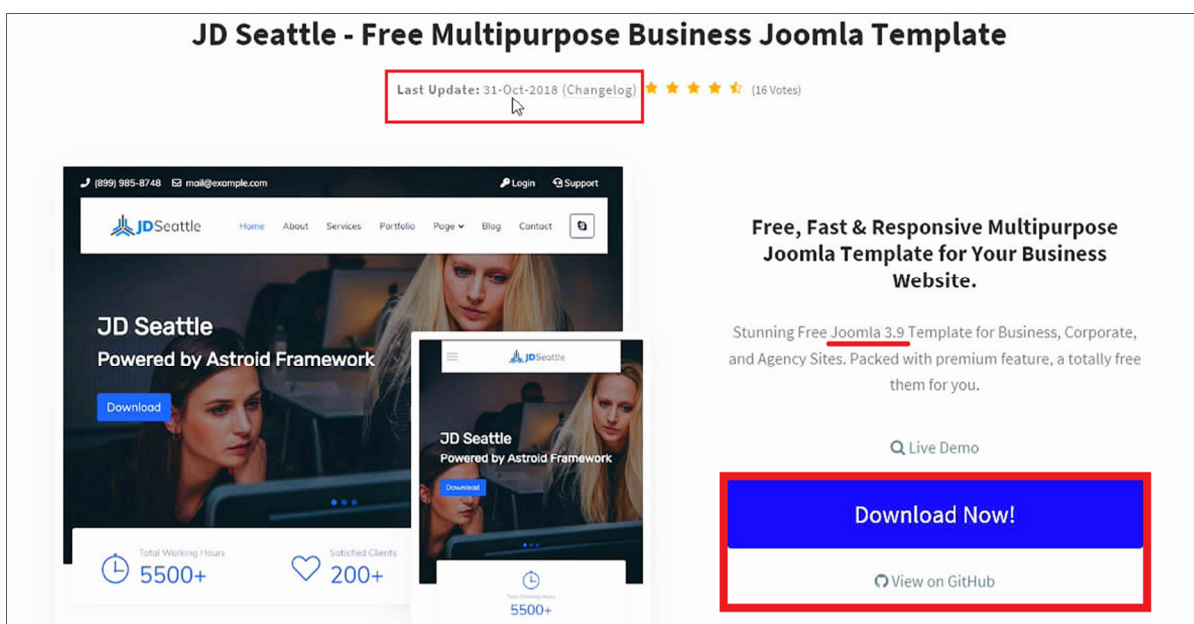 JD Seattle - Free Multipurpose Business Joomla Template
Last Update: 31-Oct-2018 (Changelog) (16 Votes)
(899) 985-8748 mail@example.com Login Support
JDSeattle Home About Services Portfolio Page Blog Contact
JD Seattle
Powered by Astroid Framework
Download
Total Working Hours
5500+
Satisfied Clients
200+
JDSeattle
JD Seattle
Powered by Astroid Framework
Download
Total Working Hours
5500+
Free, Fast & Responsive Multipurpose
Joomla Template for Your Business
Website.
Stunning Free Joomla 3.9 Template for Business, Corporate,
and Agency Sites. Packed with premium feature, a totally free
them for you.
Live Demo
Download Now!
View on GitHub